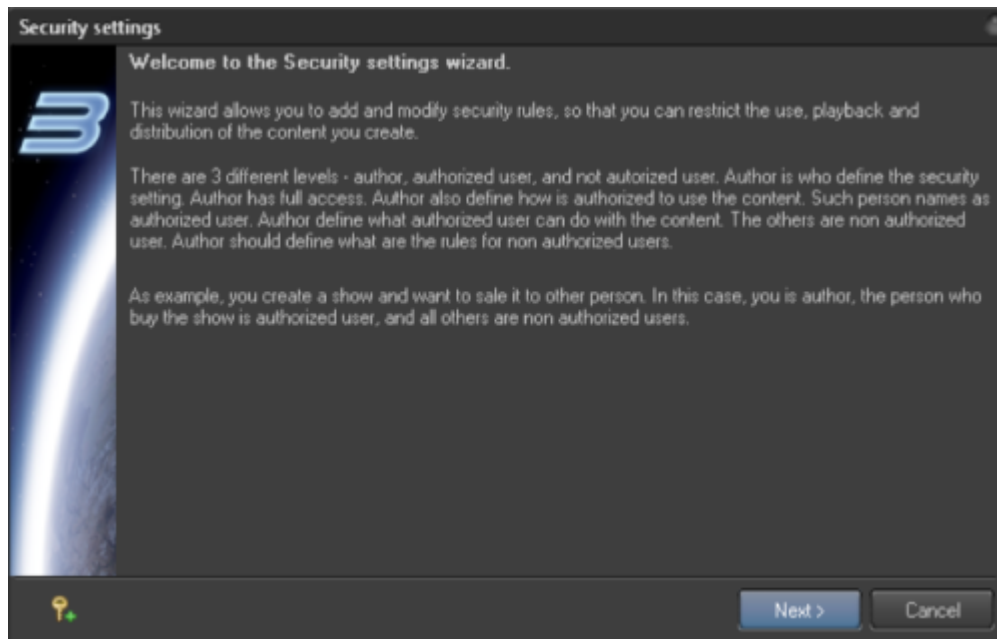 Security settings
Welcome to the Security settings wizard.
This wizard allows you to add and modify security rules, so that you can restrict the use, playback and
distribution of the content you create.
There are 3 different levels - author, authorized user, and not autorized user. Author is who define the security
setting. Author has full access. Author also define how is authorized to use the content. Such person names as
authorized user. Author define what authorized user can do with the content. The others are non authorized
user. Author should define what are the rules for non authorized users.
As example, you create a show and want to sale it to other person. In this case, you is author, the person who
buy the show is authorized user, and all others are non authorized users.
3
Next >
Cancel